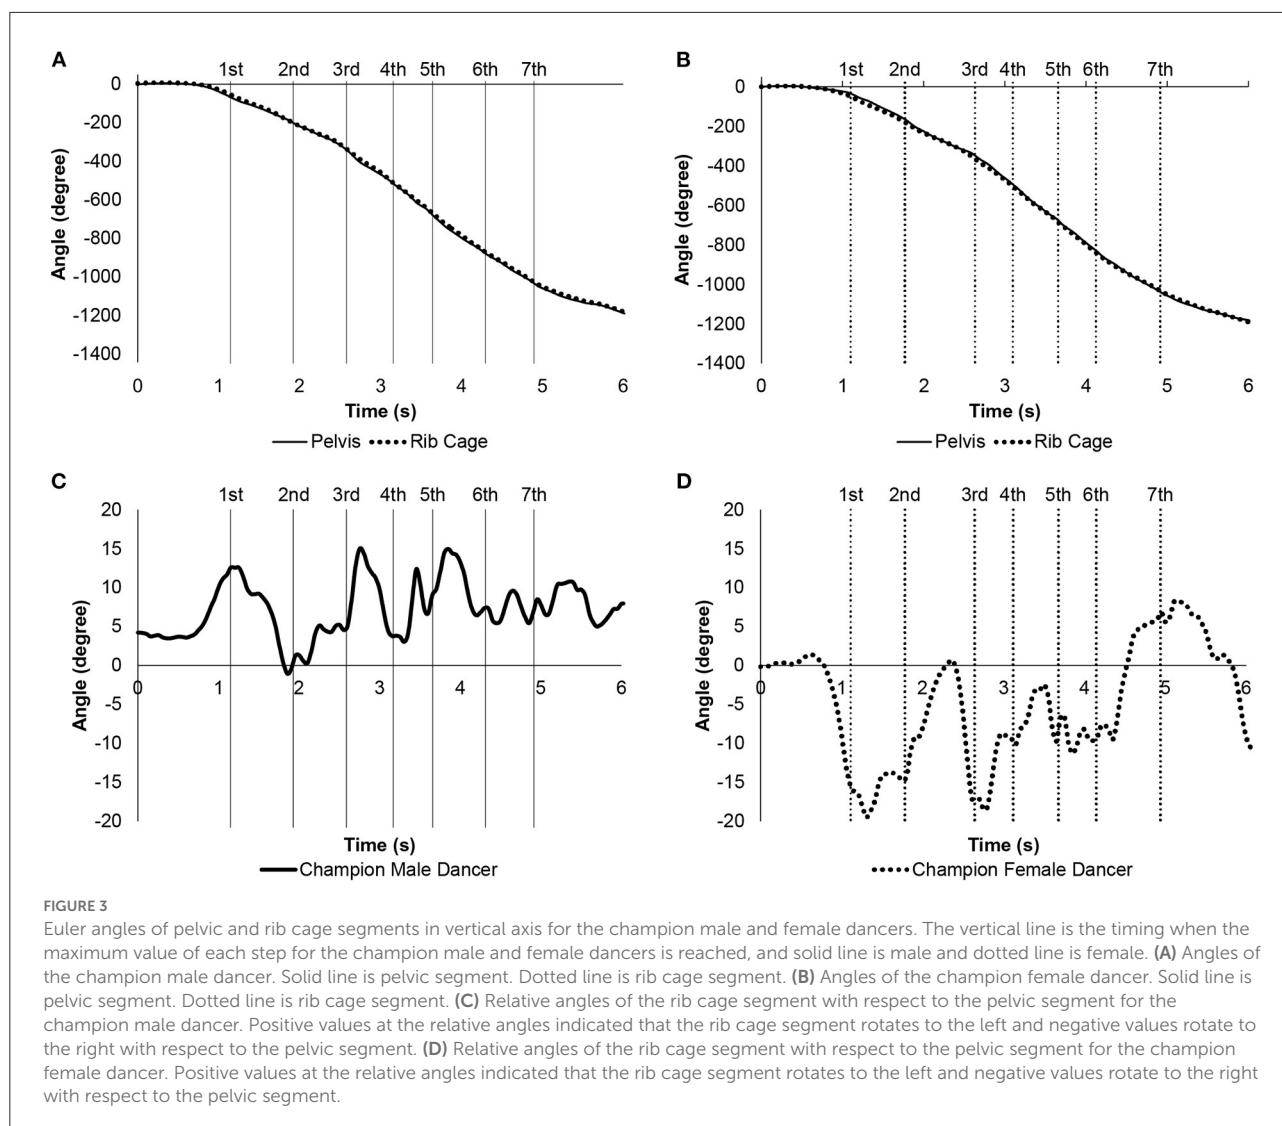 A
1st 2nd 3rd 4th 5th 6th 7th
0
-200
-400
-600
-800
-1000
-1200
-1400
Angle (degree)
0 1 2 3 4 5 6
Time (s)
Pelvis Rib Cage
B
1st 2nd 3rd 4th 5th 6th 7th
0
-200
-400
-600
-800
-1000
-1200
-1400
Angle (degree)
0 1 2 3 4 5 6
Time (s)
Pelvis Rib Cage
C
1st 2nd 3rd 4th 5th 6th 7th
20
15
10
5
0
-5
-10
-15
-20
Angle (degree)
0 1 2 3 4 5 6
Time (s)
Champion Male Dancer
D
1st 2nd 3rd 4th 5th 6th 7th
20
15
10
5
0
-5
-10
-15
-20
Angle (degree)
0 1 2 3 4 5 6
Time (s)
Champion Female Dancer
FIGURE 3
Euler angles of pelvic and rib cage segments in vertical axis for the champion male and female dancers. The vertical line is the timing when the
maximum value of each step for the champion male and female dancers is reached, and solid line is male and dotted line is female. (A) Angles of
the champion male dancer. Solid line is pelvic segment. Dotted line is rib cage segment. (B) Angles of the champion female dancer. Solid line is
pelvic segment. Dotted line is rib cage segment. (C) Relative angles of the rib cage segment with respect to the pelvic segment for the
champion male dancer. Positive values at the relative angles indicated that the rib cage segment rotates to the left and negative values rotate to
the right with respect to the pelvic segment. (D) Relative angles of the rib cage segment with respect to the pelvic segment for the champion
female dancer. Positive values at the relative angles indicated that the rib cage segment rotates to the left and negative values rotate to the right
with respect to the pelvic segment.